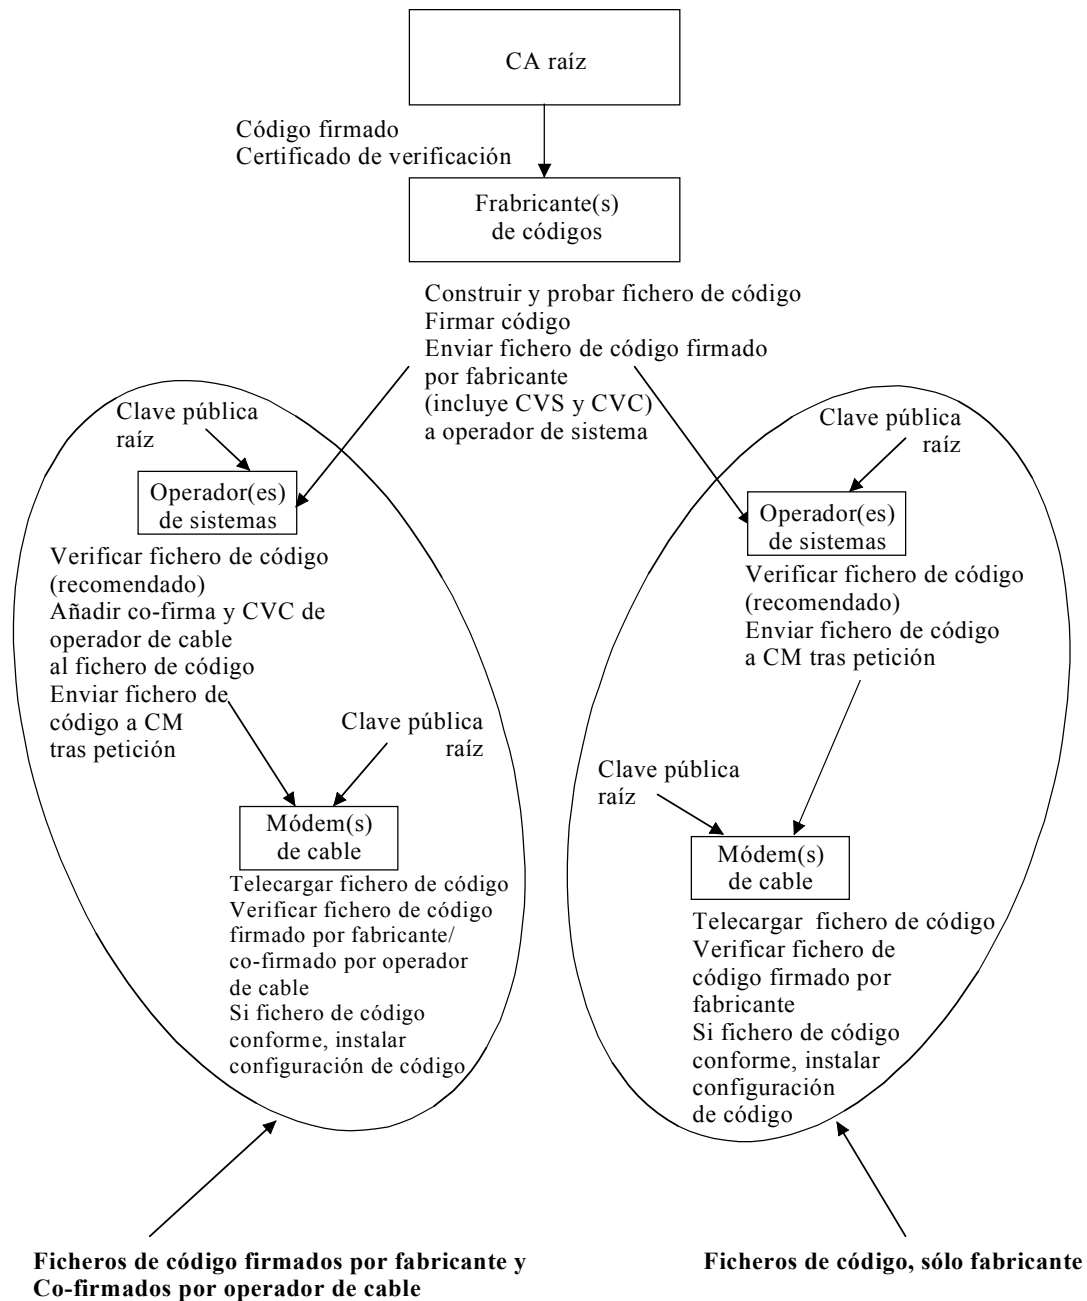 CA raíz
Código firmado
Certificado de verificación
Frabricante(s)
de códigos
Construir y probar fichero de código
Firmar código
Enviar fichero de código firmado
por fabricante
(incluye CVS y CVC)
a operador de sistema
Clave pública
raíz
Operador(es)
de sistemas
Verificar fichero de código
(recomendado)
Añadir co-firma y CVC de
operador de cable
al fichero de código
Enviar fichero de
código a CM
tras petición
Clave pública
raíz
Módem(s)
de cable
Telecargar fichero de código
Verificar fichero de código
firmado por fabricante/
co-firmado por operador
de cable
Si fichero de código
conforme, instalar
configuración de código
Clave pública
raíz
Operador(es)
de sistemas
Verificar fichero de código
(recomendado)
Enviar fichero de código
a CM tras petición
Clave pública
raíz
Módem(s)
de cable
Telecargar fichero de código
Verificar fichero de
código firmado por
fabricante
Si fichero de código
conforme, instalar
configuración
de código
Ficheros de código firmados por fabricante y
Co-firmados por operador de cable
Ficheros de código, sólo fabricante